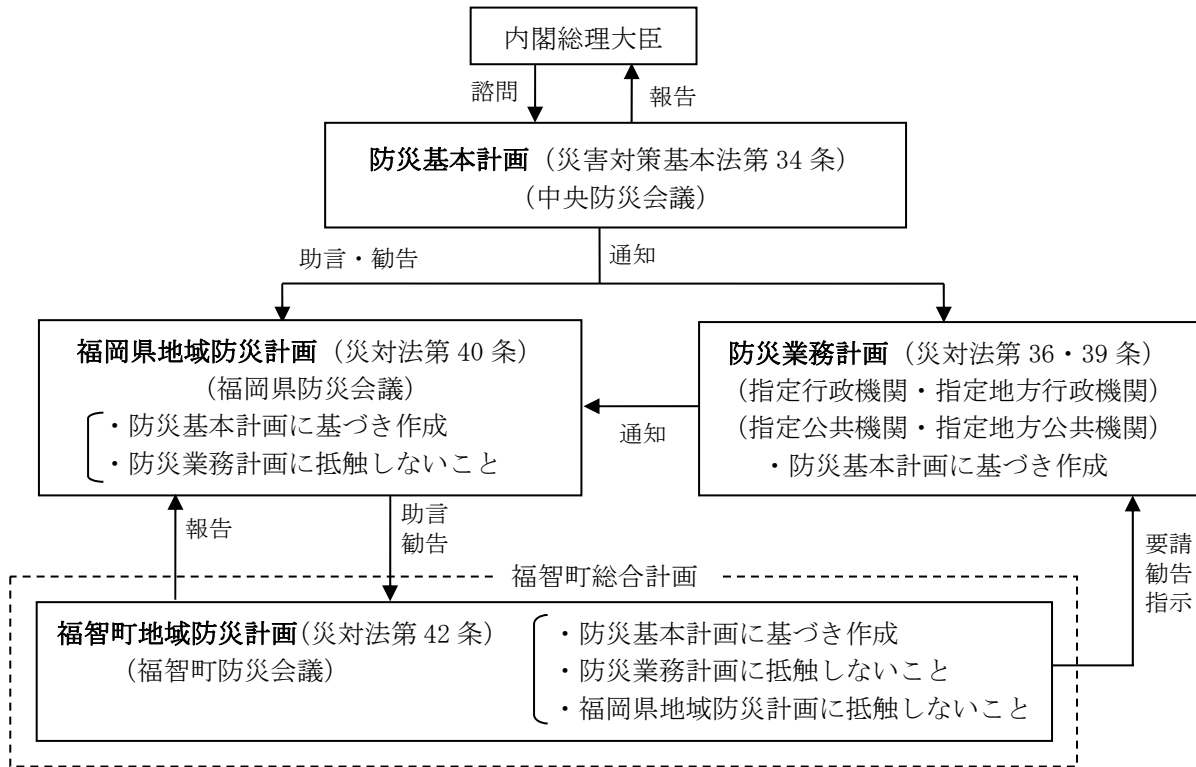 内閣総理大臣
諮問
報告
防災基本計画（災害対策基本法第 34 条）
（中央防災会議）
助言・勧告
通知
福岡県地域防災計画（災対法第 40 条）
（福岡県防災会議）
・防災基本計画に基づき作成
・防災業務計画に抵触しないこと
通知
防災業務計画（災対法第 36・39 条）
（指定行政機関・指定地方行政機関）
（指定公共機関・指定地方公共機関）
・防災基本計画に基づき作成
報告
助言
勧告
要請
勧告
指示
福智町総合計画
福智町地域防災計画（災対法第 42 条）
（福智町防災会議）
・防災基本計画に基づき作成
・防災業務計画に抵触しないこと
・福岡県地域防災計画に抵触しないこと